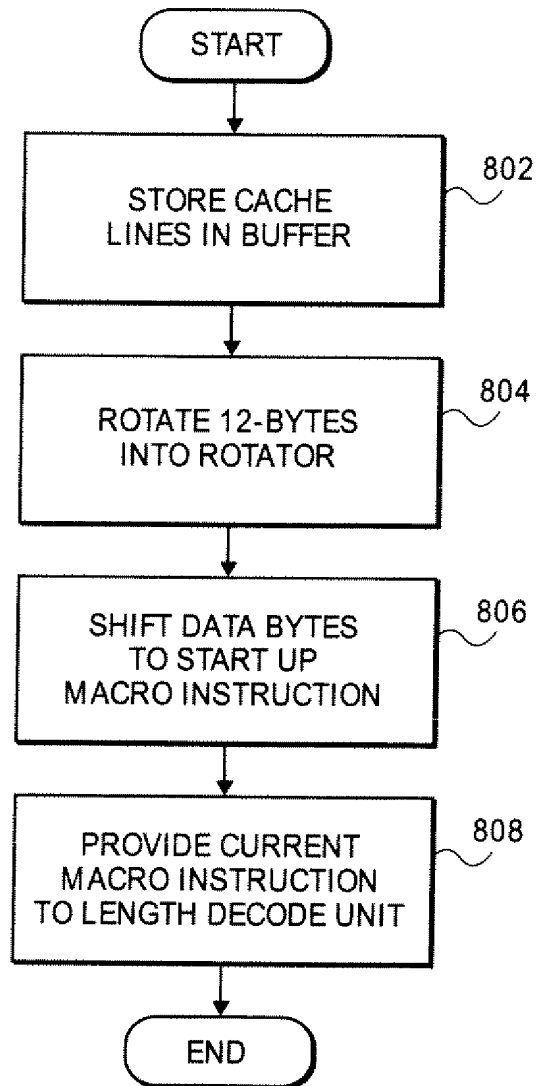 START
STORE CACHE
LINES IN BUFFER
802
ROTATE 12-BYTES
INTO ROTATOR
804
SHIFT DATA BYTES
TO START UP
MACRO INSTRUCTION
806
PROVIDE CURRENT
MACRO INSTRUCTION
TO LENGTH DECODE UNIT
808
END